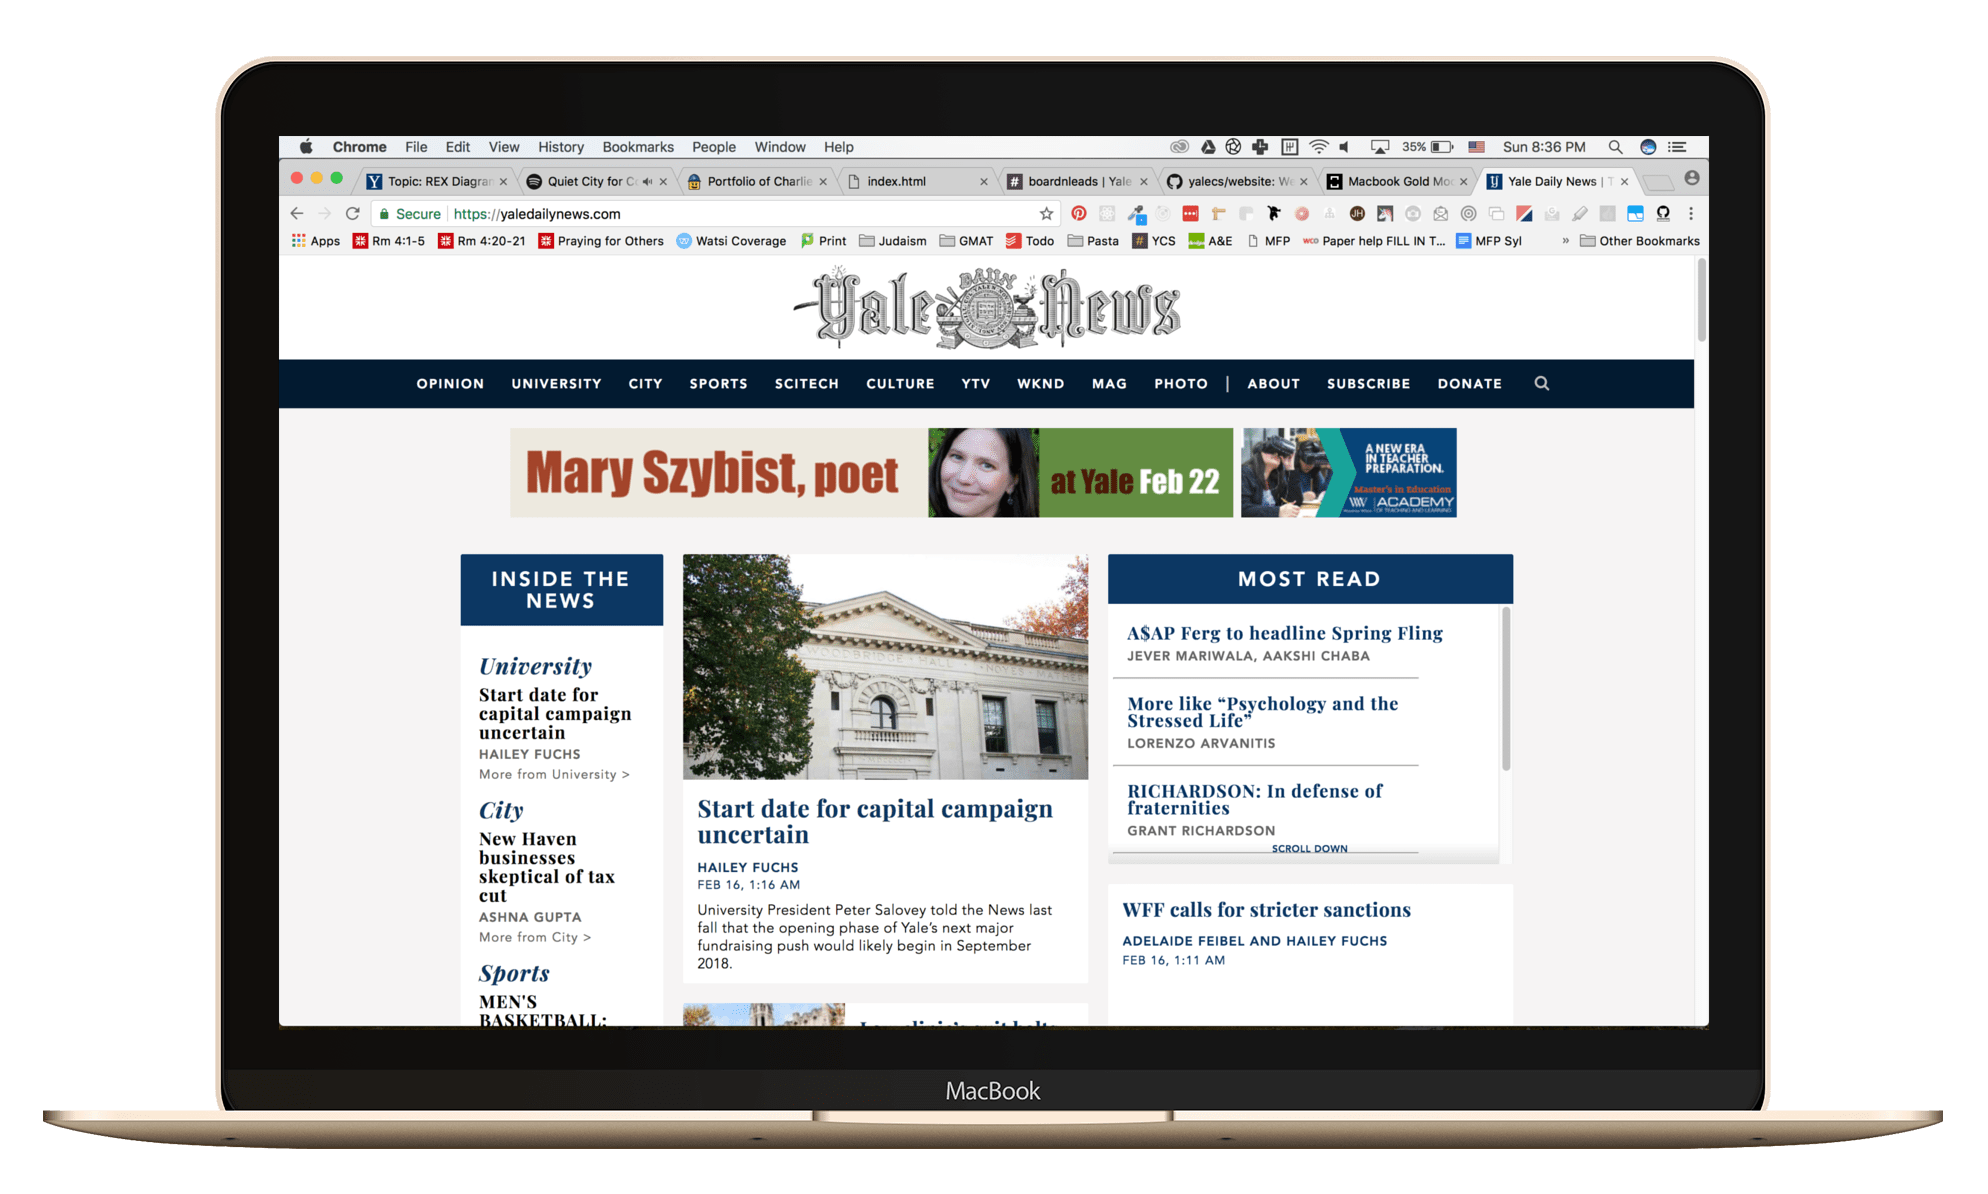 Chrome File Edit View History Bookmarks People Window Help 35% Sun 8:36 PM
Topic: REX Diagra Quiet City for Portfolio of Charlie index.html boardnleads | Yale yalecs/website: Macbook Gold Yale Daily News |
Secure | https://yaledailynews.com
Apps Rm 4:1-5 Rm 4:20-21 Praying for Others Watsi Coverage Print Judaism GMAT Todo Pasta YCS A&E MFP Paper help FILL IN T... MFP Syl » Other Bookmarks
Yale DAILY News
OPINION UNIVERSITY CITY SPORTS SCITECH CULTURE YTV WKND MAG PHOTO | ABOUT SUBSCRIBE DONATE
Mary Szybist, poet at Yale Feb 22
A NEW ERA
IN TEACHER
PREPARATION.
Master's in Education
WW ACADEMY
OF TEACHING AND LEARNING
INSIDE THE
NEWS
University
Start date for
capital campaign
uncertain
HAILEY FUCHS
More from University >
City
New Haven
businesses
skeptical of tax
cut
ASHNA GUPTA
More from City >
Sports
MEN'S
BASKETBALL:
WOODBRIDGE HALL
Start date for capital campaign
uncertain
HAILEY FUCHS
FEB 16, 1:16 AM
University President Peter Salovey told the News last
fall that the opening phase of Yale’s next major
fundraising push would likely begin in September
2018.
MOST READ
A$AP Ferg to headline Spring Fling
JEVER MARIWALA, AAKSHI CHABA
More like “Psychology and the
Stressed Life”
LORENZO ARVANITIS
RICHARDSON: In defense of
fraternities
GRANT RICHARDSON
SCROLL DOWN
WFF calls for stricter sanctions
ADELAIDE FEIBEL AND HAILEY FUCHS
FEB 16, 1:11 AM
MacBook